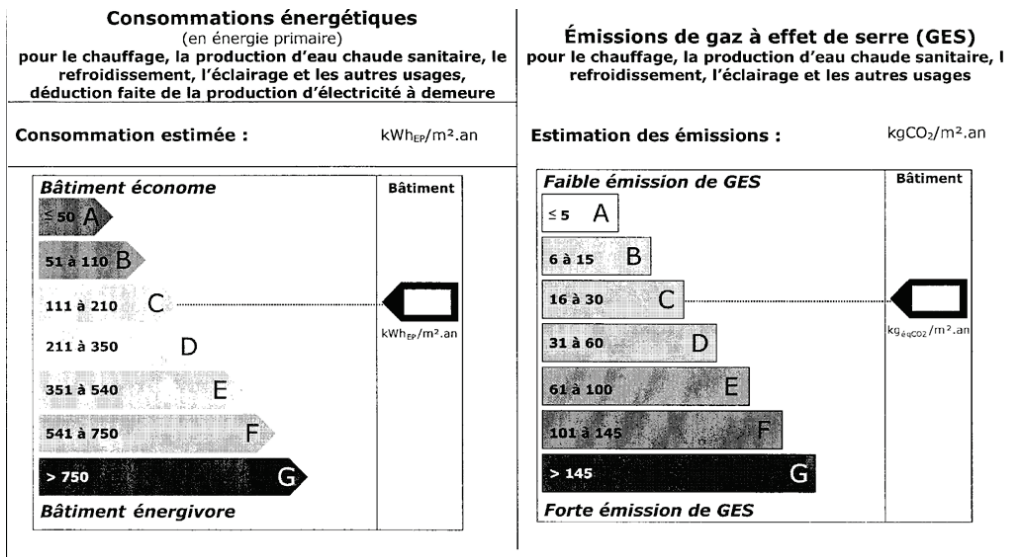 Consommations énergétiques
(en énergie primaire)
pour le chauffage, la production d'eau chaude sanitaire, le
refroidissement, l'éclairage et les autres usages,
déduction faite de la production d'électricité à demeure
Consommation estimée : kWhEP/m².an
Bâtiment économe
Bâtiment
≤ 50 A
51 à 110 B
111 à 210 C
kWhEP/m².an
211 à 350 D
351 à 540 E
541 à 750 F
> 750 G
Bâtiment énergivore
Émissions de gaz à effet de serre (GES)
pour le chauffage, la production d'eau chaude sanitaire, l
refroidissement, l'éclairage et les autres usages
Estimation des émissions : kgCO₂/m².an
Faible émission de GES
Bâtiment
≤ 5 A
6 à 15 B
16 à 30 C
kgéqCO2/m².an
31 à 60 D
61 à 100 E
101 à 145 F
> 145 G
Forte émission de GES